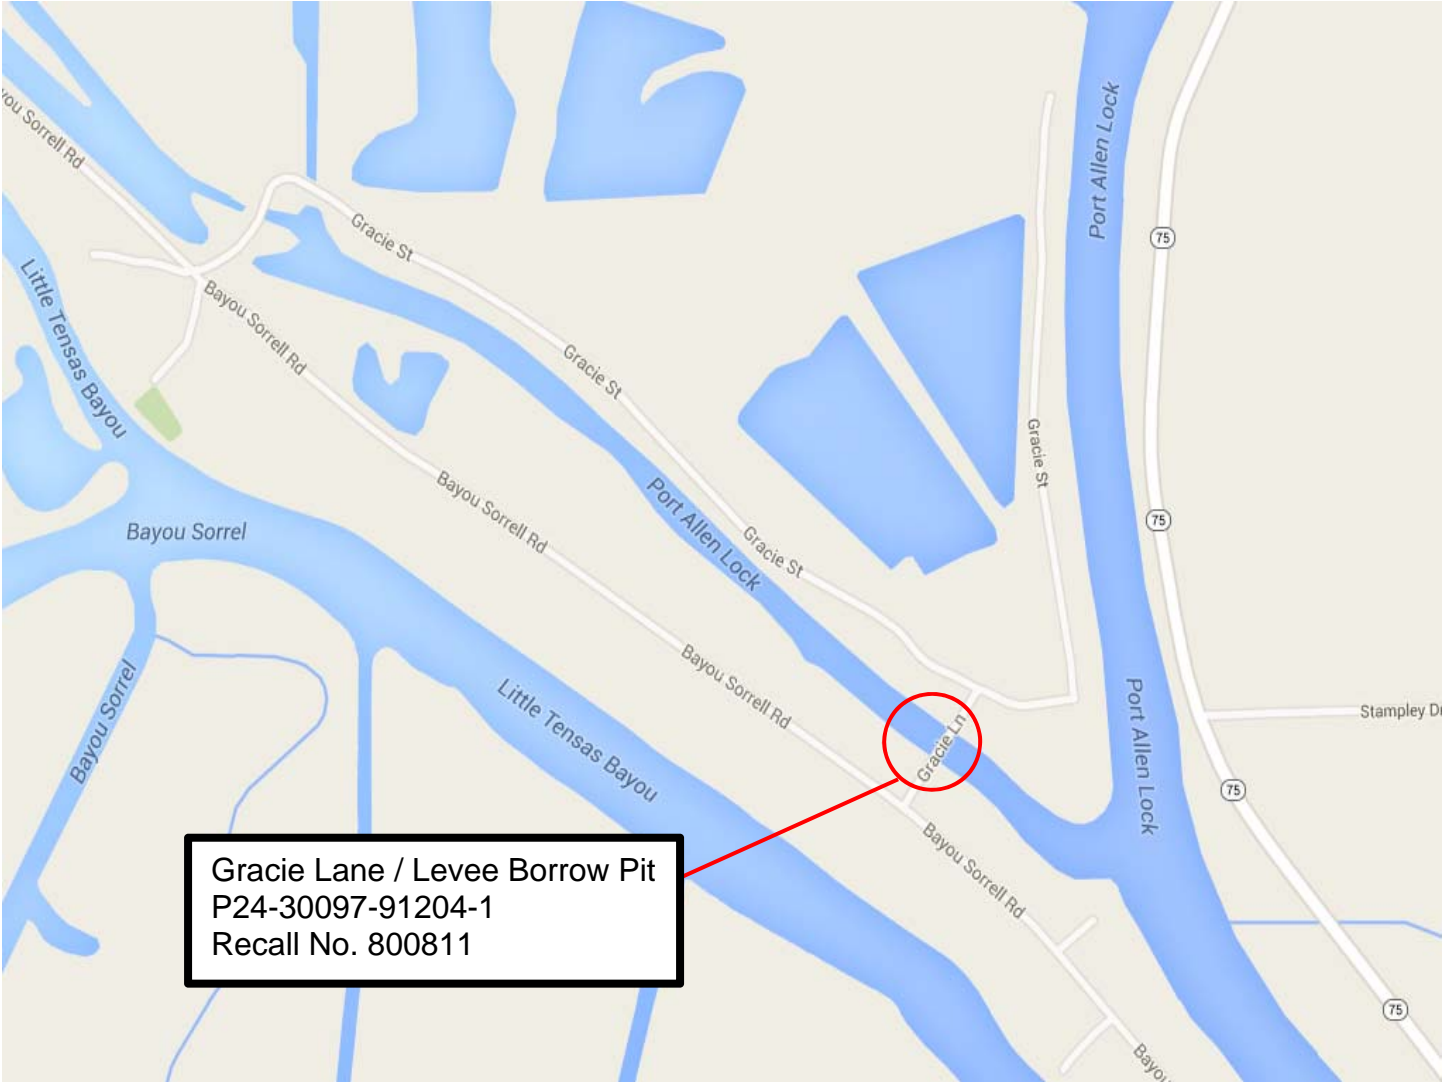 Port Allen Lock
you Sorrell Rd
75
Gracie St
Little Tensas Bayou
Bayou Sorrell Rd
Gracie St
Gracie St
Bayou Sorrell Rd
Port Allen Lock
75
Bayou Sorrel
Gracie St
Bayou Sorrel
Bayou Sorrell Rd
Little Tensas Bayou
Gracie Ln
Port Allen Lock
Stampley D
75
Gracie Lane / Levee Borrow Pit
P24-30097-91204-1
Recall No. 800811
Bayou Sorrell Rd
75
Bayou